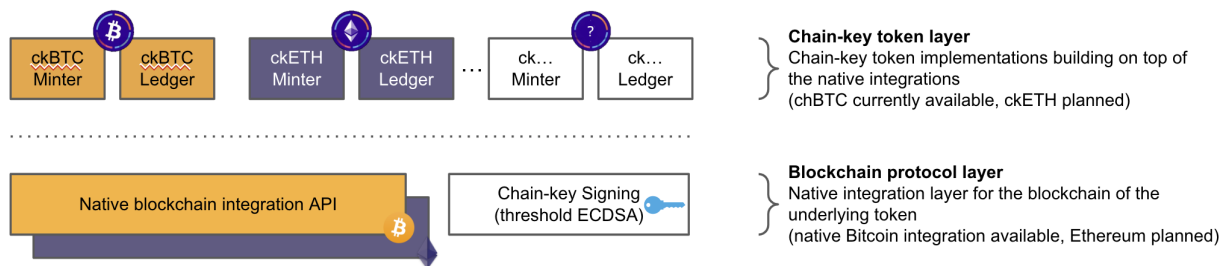 ckBTC
Minter
ckBTC
Ledger
ckETH
Minter
ckETH
Ledger
...
?
ck...
Minter
ck...
Ledger
Chain-key token layer
Chain-key token implementations building on top of
the native integrations
(chBTC currently available, ckETH planned)
Native blockchain integration API
Chain-key Signing
(threshold ECDSA)
Blockchain protocol layer
Native integration layer for the blockchain of the
underlying token
(native Bitcoin integration available, Ethereum planned)